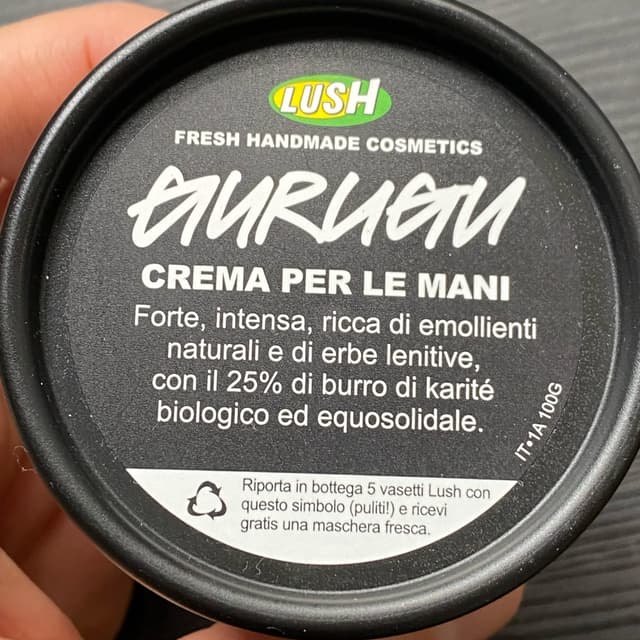 LUSH
FRESH HANDMADE COSMETICS
GURUGU
CREMA PER LE MANI
Forte, intensa, ricca di emollienti
naturali e di erbe lenitive,
con il 25% di burro di karité
biologico ed equosolidale.
IT•1A 100G
Riporta in bottega 5 vasetti Lush con
questo simbolo (puliti!) e ricevi
gratis una maschera fresca.